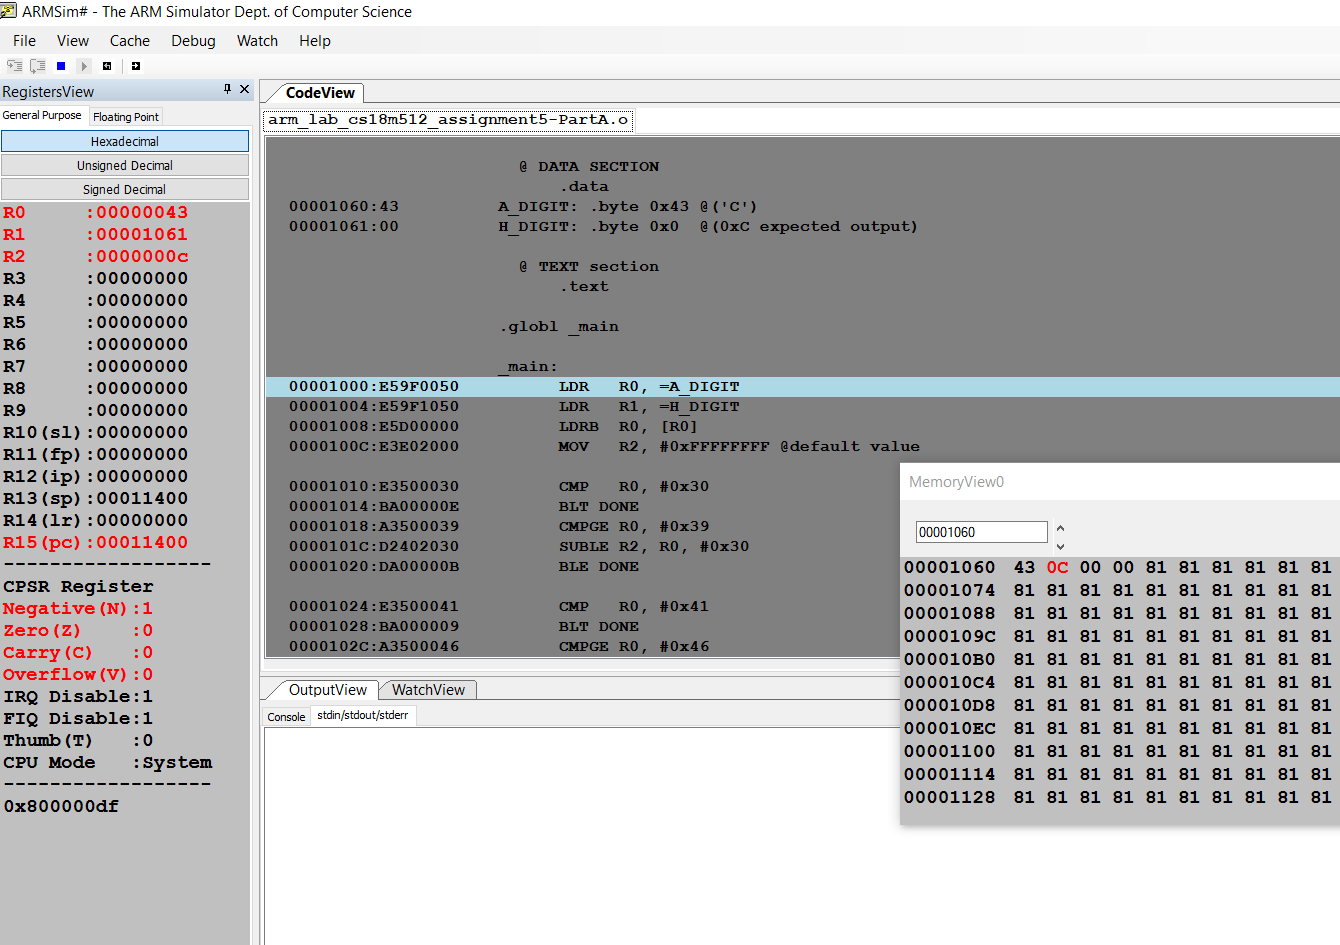 ARMSim# - The ARM Simulator Dept. of Computer Science
File View Cache Debug Watch Help
RegistersView
General Purpose Floating Point
Hexadecimal
Unsigned Decimal
Signed Decimal
R0 :00000043
R1 :00001061
R2 :0000000c
R3 :00000000
R4 :00000000
R5 :00000000
R6 :00000000
R7 :00000000
R8 :00000000
R9 :00000000
R10(sl):00000000
R11(fp):00000000
R12(ip):00000000
R13(sp):00011400
R14(lr):00000000
R15(pc):00011400
------------------
CPSR Register
Negative(N):1
Zero(Z) :0
Carry(C) :0
Overflow(V):0
IRQ Disable:1
FIQ Disable:1
Thumb(T) :0
CPU Mode :System
------------------
0x800000df
CodeView
arm_lab_cs18m512_assignment5-PartA.o
@ DATA SECTION
.data
00001060:43 A_DIGIT: .byte 0x43 @('C')
00001061:00 H_DIGIT: .byte 0x0 @(0xC expected output)
@ TEXT section
.text
.globl _main
_main:
00001000:E59F0050 LDR R0, =A_DIGIT
00001004:E59F1050 LDR R1, =H_DIGIT
00001008:E5D00000 LDRB R0, [R0]
0000100C:E3E02000 MOV R2, #0xFFFFFFFF @default value
00001010:E3500030 CMP R0, #0x30
00001014:BA00000E BLT DONE
00001018:A3500039 CMPGE R0, #0x39
0000101C:D2402030 SUBLE R2, R0, #0x30
00001020:DA00000B BLE DONE
00001024:E3500041 CMP R0, #0x41
00001028:BA000009 BLT DONE
0000102C:A3500046 CMPGE R0, #0x46
OutputView WatchView
Console stdin/stdout/stderr
MemoryView0
00001060
00001060 43 0C 00 00 81 81 81 81 81 81
00001074 81 81 81 81 81 81 81 81 81 81
00001088 81 81 81 81 81 81 81 81 81 81
0000109C 81 81 81 81 81 81 81 81 81 81
000010B0 81 81 81 81 81 81 81 81 81 81
000010C4 81 81 81 81 81 81 81 81 81 81
000010D8 81 81 81 81 81 81 81 81 81 81
000010EC 81 81 81 81 81 81 81 81 81 81
00001100 81 81 81 81 81 81 81 81 81 81
00001114 81 81 81 81 81 81 81 81 81 81
00001128 81 81 81 81 81 81 81 81 81 81